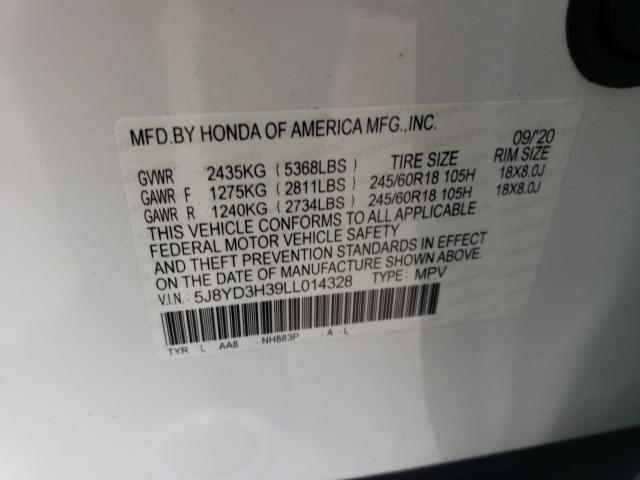 MFD.BY HONDA OF AMERICA MFG.,INC. 09/'20
GVWR 2435KG (5368LBS) TIRE SIZE RIM SIZE
GAWR F 1275KG (2811LBS) 245/60R18 105H 18X8.0J
GAWR R 1240KG (2734LBS) 245/60R18 105H 18X8.0J
THIS VEHICLE CONFORMS TO ALL APPLICABLE
FEDERAL MOTOR VEHICLE SAFETY
AND THEFT PREVENTION STANDARDS IN EFFECT
ON THE DATE OF MANUFACTURE SHOWN ABOVE.
V.I.N.: 5J8YD3H39LL014328 TYPE: MPV
TYR L AA8 -NH883P -A-L